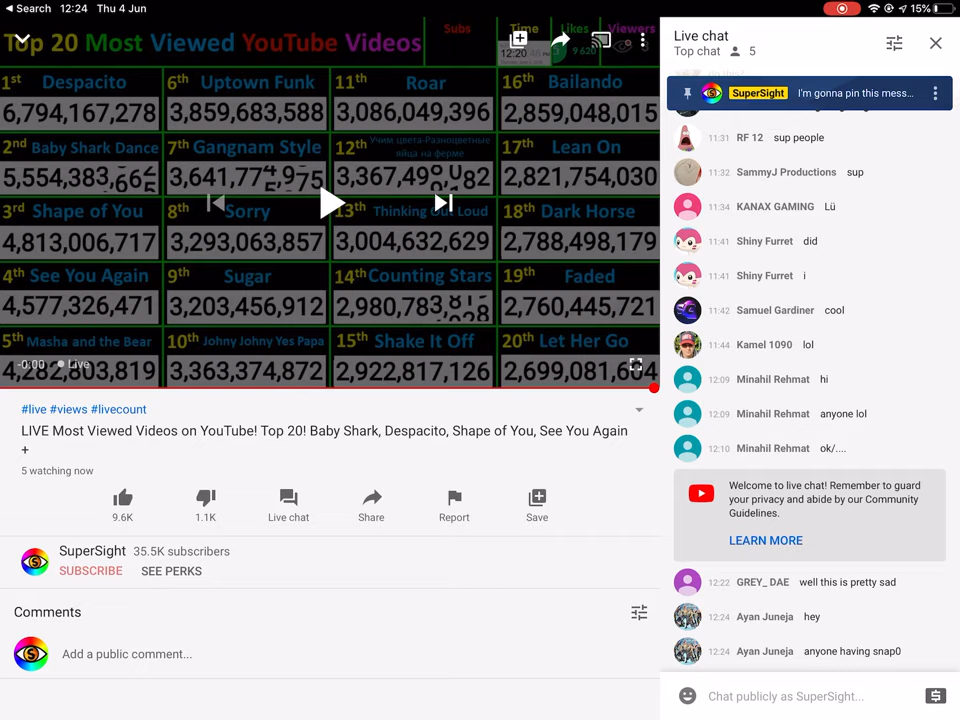 Search 12:24 Thu 4 Jun 15%
Top 20 Most Viewed YouTube Videos
Subs Time Likes Viewers
12:20 9 620
1st Despacito 6th Uptown Funk 11th Roar 16th Bailando
6,794,167,278 3,859,683,588 3,086,049,396 2,859,048,015
2nd Baby Shark Dance 7th Gangnam Style 12th Учим цвета-Разноцветные яйца на ферме 17th Lean On
2,821,754,030
3rd Shape of You 8th Sorry 13th Thinking Out Loud 18th Dark Horse
4,813,006,717 3,293,063,857 3,004,632,629 2,788,498,179
4th See You Again 9th Sugar 14th Counting Stars 19th Faded
4,577,326,471 3,203,456,912 2,760,445,721
5th Masha and the Bear 10th Johny Johny Yes Papa 15th Shake It Off 20th Let Her Go
4,262,803,819 3,363,374,872 2,922,817,126 2,699,081,604
-0:00 Live
#live #views #livecount
LIVE Most Viewed Videos on YouTube! Top 20! Baby Shark, Despacito, Shape of You, See You Again
+
5 watching now
9.6K 1.1K Live chat Share Report Save
SuperSight 35.5K subscribers
SUBSCRIBE SEE PERKS
Comments
Add a public comment...
Live chat
Top chat 5
SuperSight I'm gonna pin this mess...
11:31 RF 12 sup people
11:32 SammyJ Productions sup
11:34 KANAX GAMING Lü
11:41 Shiny Furret did
11:41 Shiny Furret i
11:42 Samuel Gardiner cool
11:44 Kamel 1090 lol
12:09 Minahil Rehmat hi
12:09 Minahil Rehmat anyone lol
12:10 Minahil Rehmat ok/....
Welcome to live chat! Remember to guard
your privacy and abide by our Community
Guidelines.
LEARN MORE
12:22 GREY_ DAE well this is pretty sad
12:24 Ayan Juneja hey
12:24 Ayan Juneja anyone having snap0
Chat publicly as SuperSight...